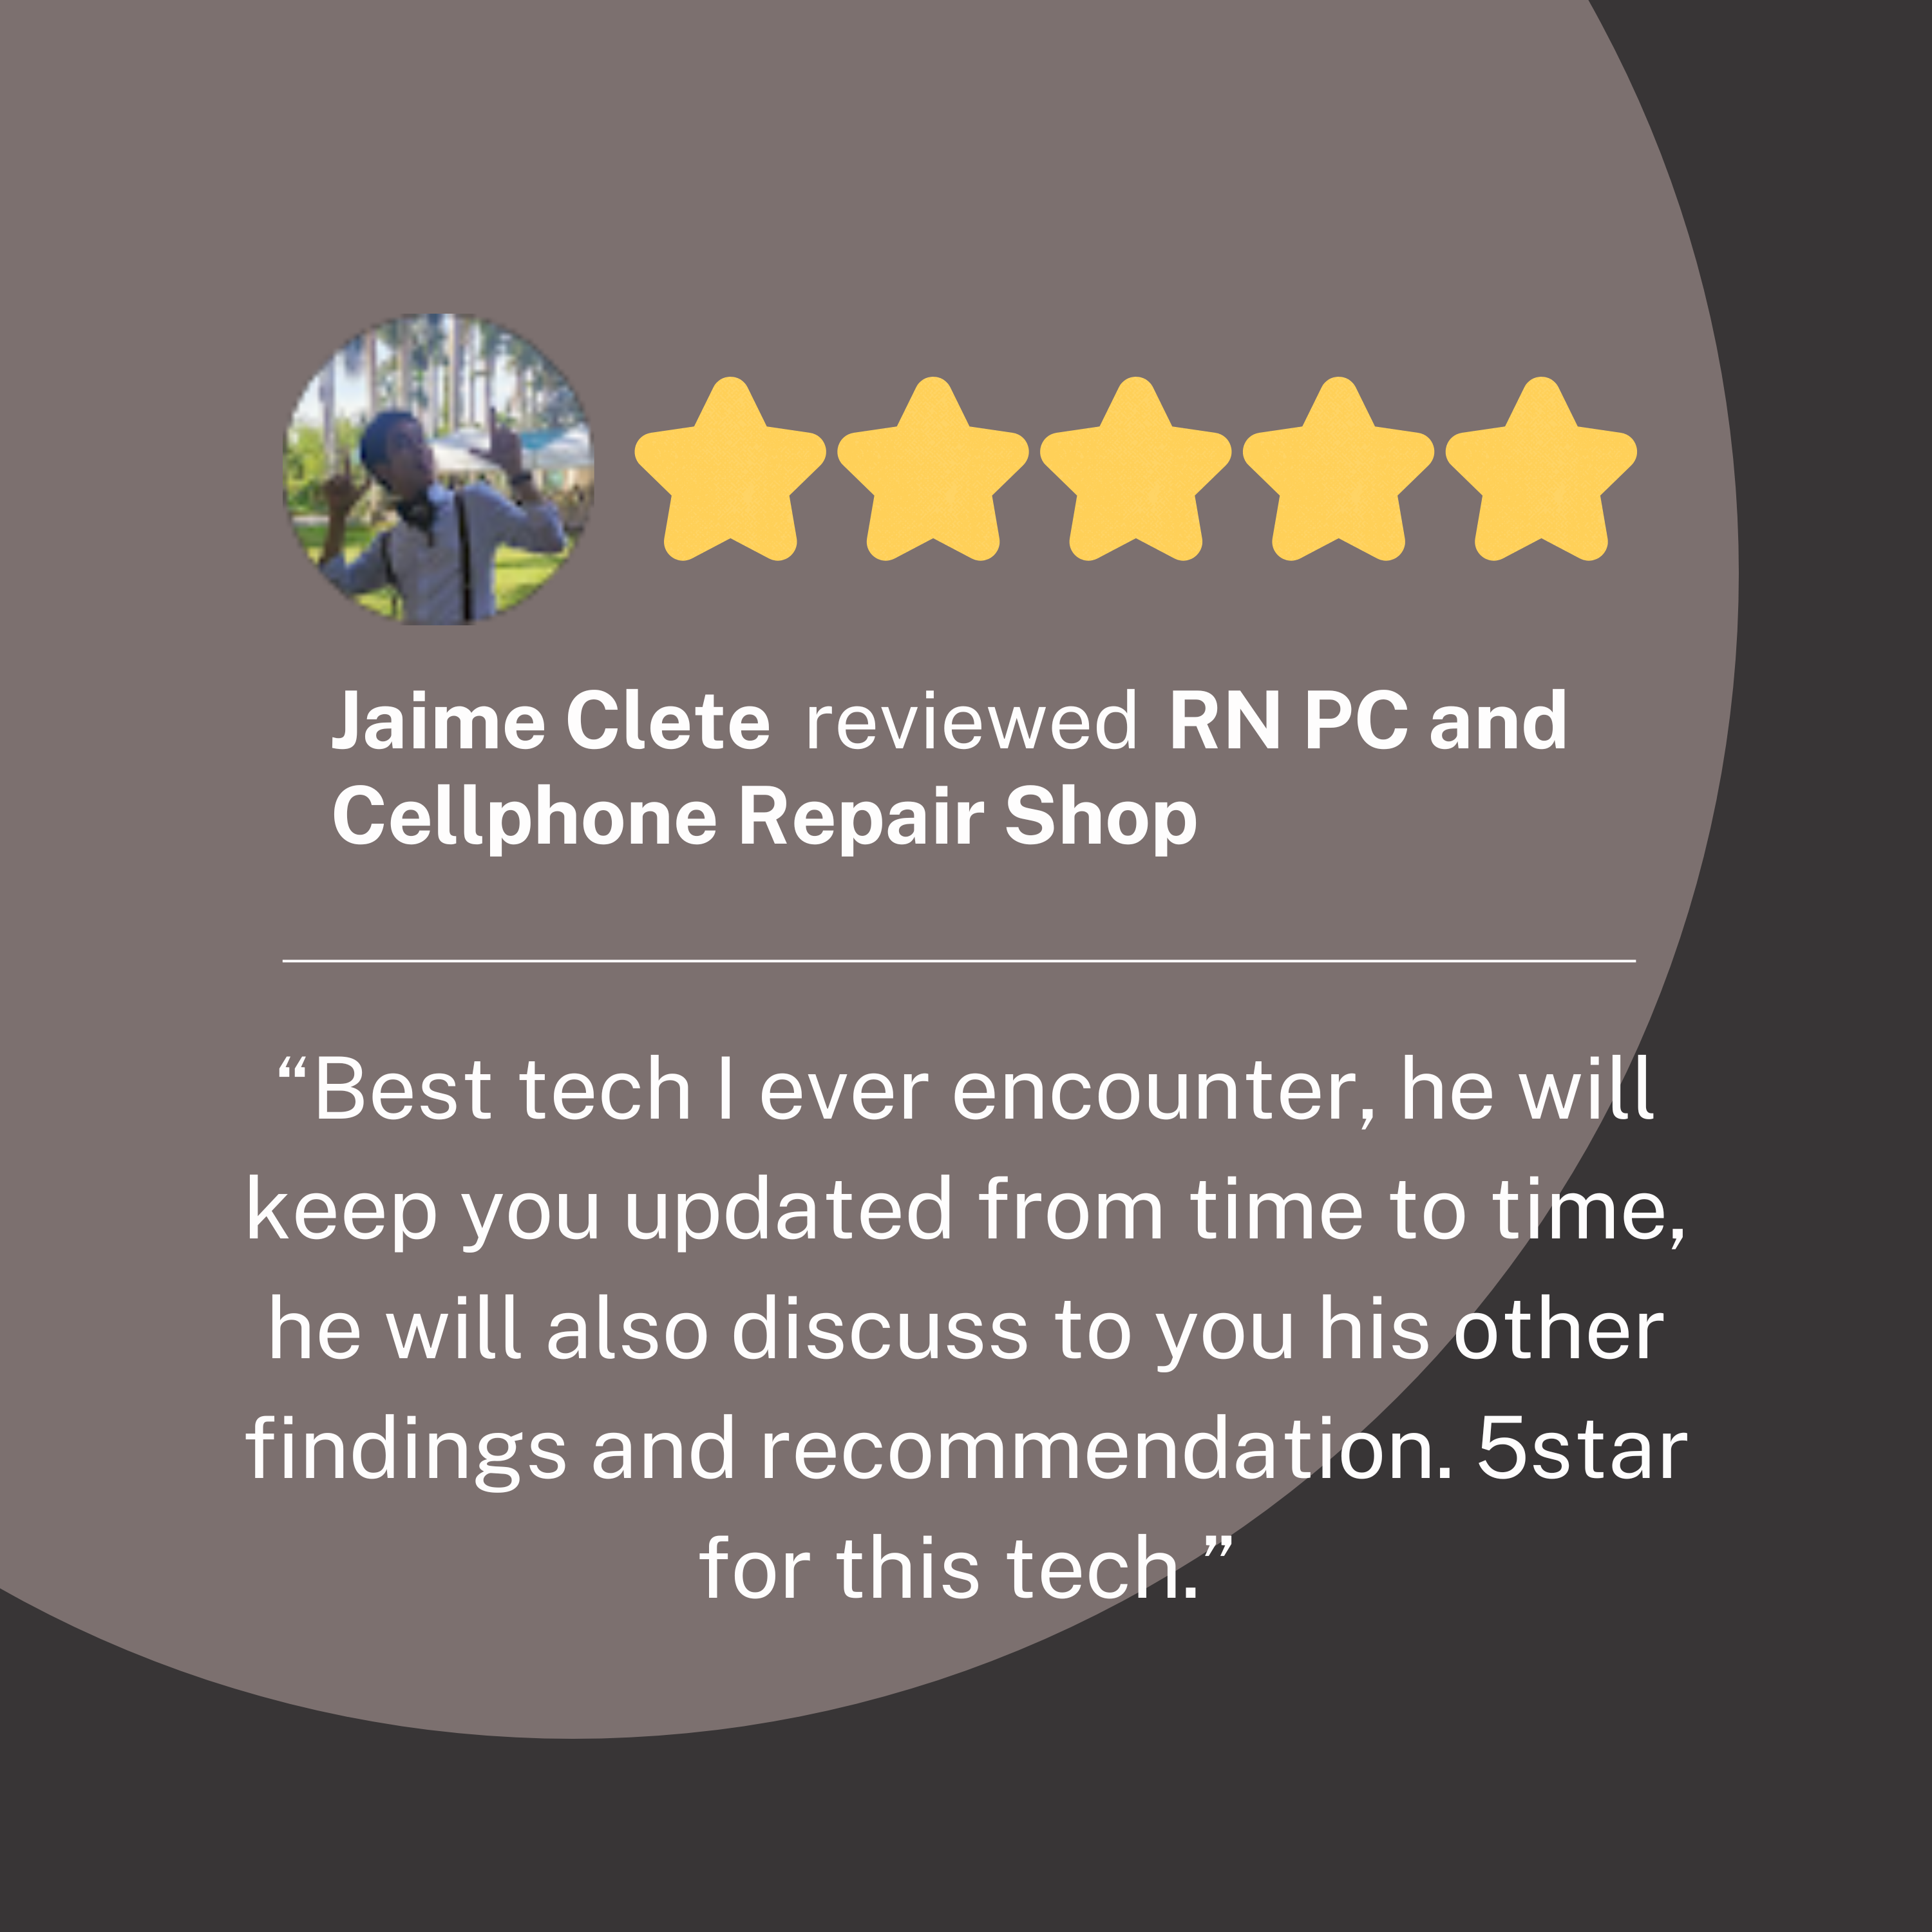 Jaime Clete reviewed RN PC and
Cellphone Repair Shop
“Best tech I ever encounter, he will
keep you updated from time to time,
he will also discuss to you his other
findings and recommendation. 5star
for this tech.”